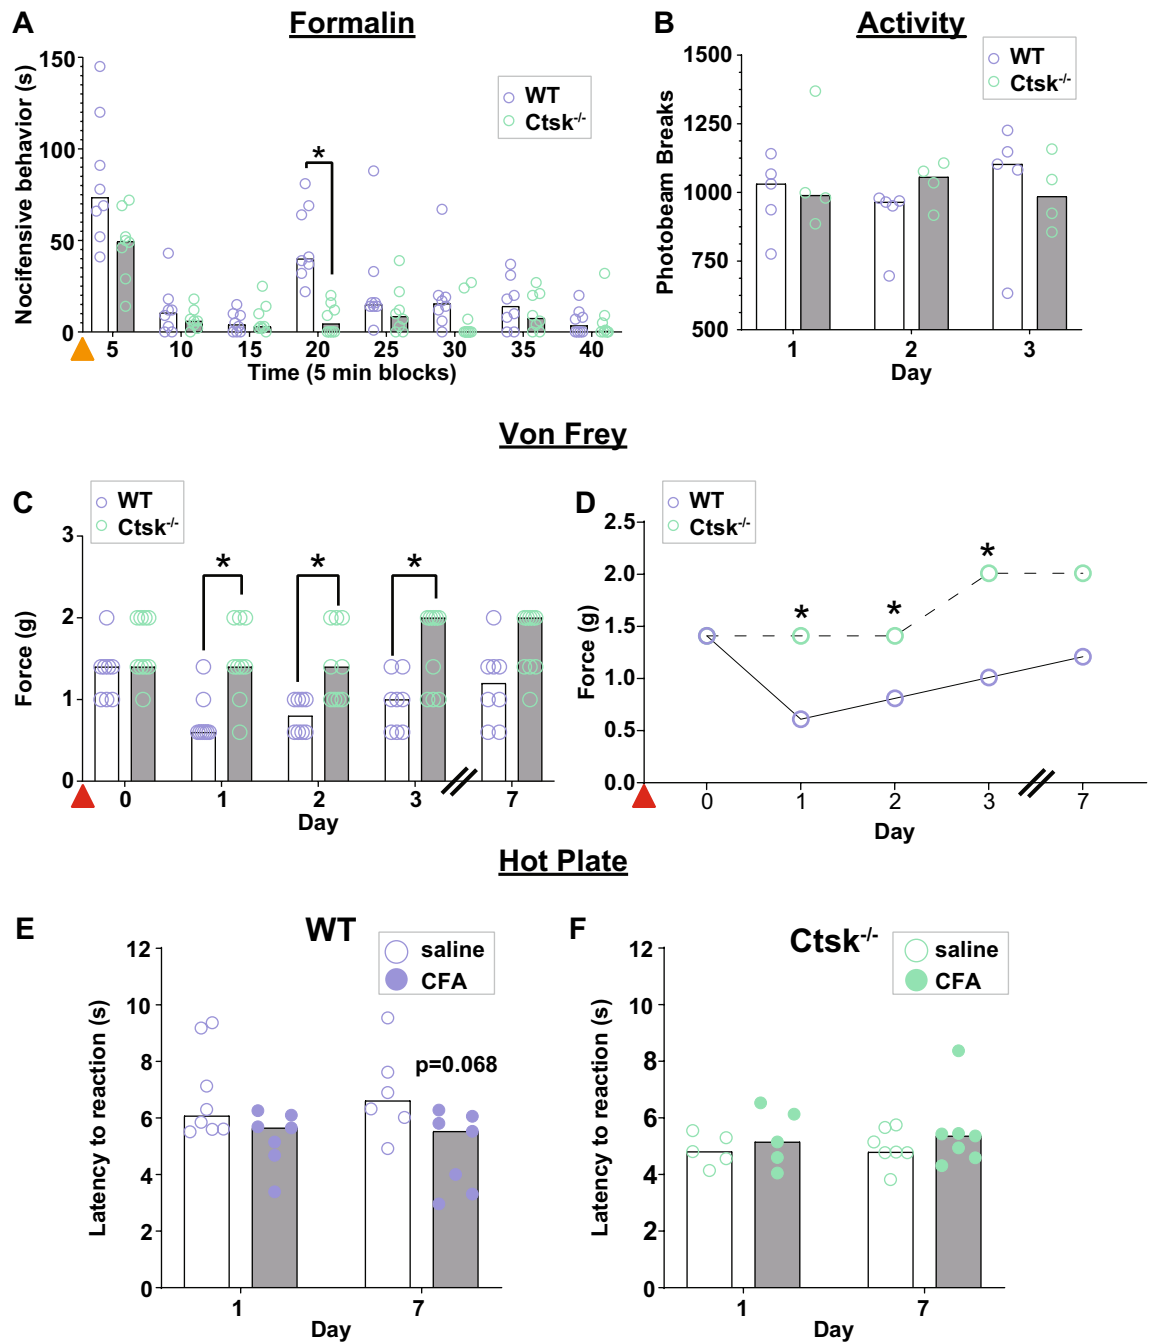 A Formalin
Nocifensive behavior (s)
150
100
50
0
WT
Ctsk-/-
*
5 10 15 20 25 30 35 40
Time (5 min blocks)
B Activity
Photobeam Breaks
1500
1250
1000
750
500
WT
Ctsk-/-
1 2 3
Day
Von Frey
C
WT
Ctsk-/-
Force (g)
3
2
1
0
* * *
0 1 2 3 7
Day
D
WT
Ctsk-/-
Force (g)
2.5
2.0
1.5
1.0
0.5
0.0
* * *
0 1 2 3 7
Day
Hot Plate
E WT
saline
CFA
Latency to reaction (s)
12
10
8
6
4
2
0
p=0.068
1 7
Day
F Ctsk-/-
saline
CFA
Latency to reaction (s)
12
10
8
6
4
2
0
1 7
Day